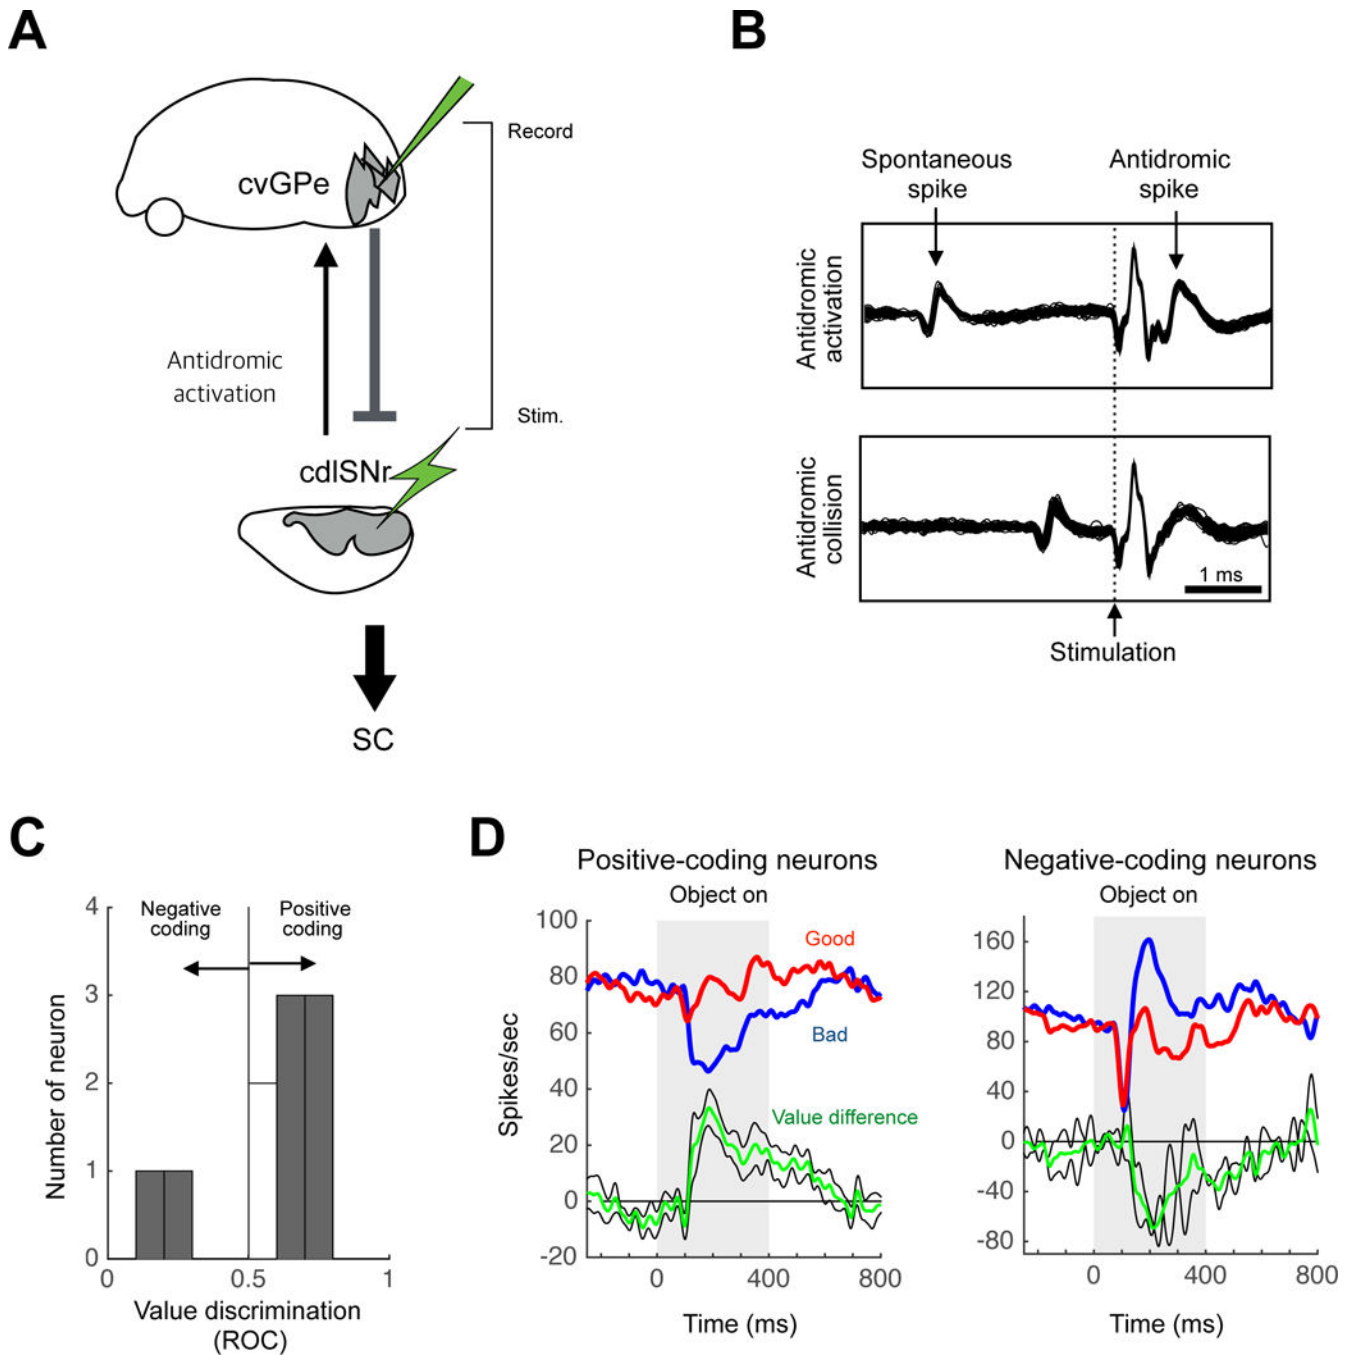 A
cvGPe
Record
Antidromic
activation
Stim.
cdlSNr
SC
B
Spontaneous
spike
Antidromic
spike
Antidromic
activation
Antidromic
collision
1 ms
Stimulation
C
Number of neuron
4
3
2
1
0
Negative
coding
Positive
coding
0
0.5
1
Value discrimination
(ROC)
D
Positive-coding neurons
Object on
Spikes/sec
100
80
60
40
20
0
-20
Good
Bad
Value difference
0
400
800
Time (ms)
Negative-coding neurons
Object on
160
120
80
40
0
-40
-80
0
400
800
Time (ms)